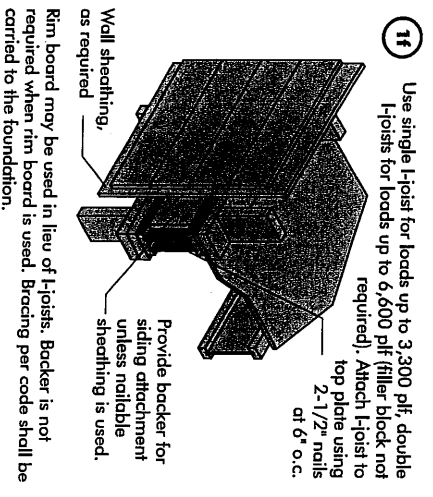 1f
Use single I-joist for loads up to 3,300 plf, double
I-joists for loads up to 6,600 plf (filler block not
required). Attach I-joist to
top plate using
2-1/2" nails
at 6" o.c.
Wall sheathing,
as required
Provide backer for
siding attachment
unless nailable
sheathing is used.
Rim board may be used in lieu of I-joists. Backer is not
required when rim board is used. Bracing per code shall be
carried to the foundation.